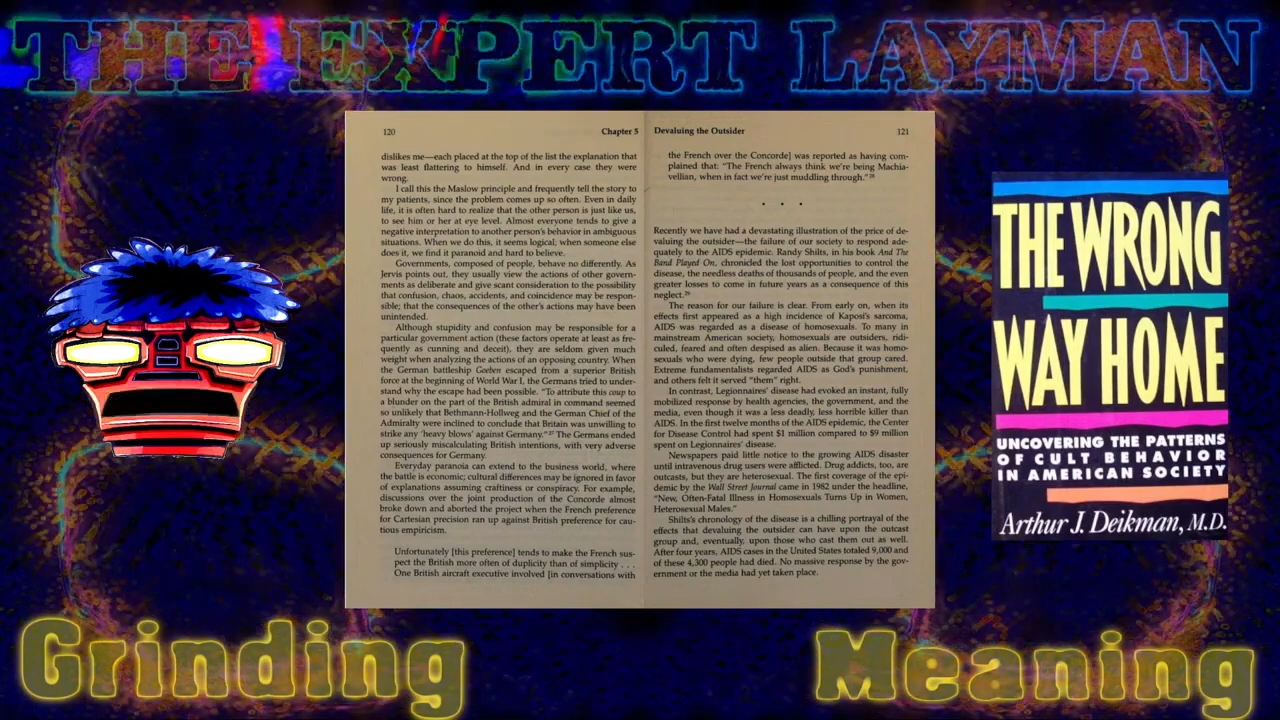 THE EXPERT LAYMAN
120
Chapter 5
dislikes me—each placed at the top of the list the explanation that
was least flattering to himself. And in every case they were
wrong.
I call this the Maslow principle and frequently tell the story to
my patients, since the problem comes up so often. Even in daily
life, it is often hard to realize that the other person is just like us,
to see him or her at eye level. Almost everyone tends to give a
negative interpretation to another person's behavior in ambiguous
situations. When we do this, it seems logical; when someone else
does it, we find it paranoid and hard to believe.
Governments, composed of people, behave no differently. As
Jervis points out, they usually view the actions of other govern-
ments as deliberate and give scant consideration to the possibility
that confusion, chaos, accidents, and coincidence may be respon-
sible; that the consequences of the other's actions may have been
unintended.
Although stupidity and confusion may be responsible for a
particular government action (these factors operate at least as fre-
quently as cunning and deceit), they are seldom given much
weight when analyzing the actions of an opposing country. When
the German battleship Goeben escaped from a superior British
force at the beginning of World War I, the Germans tried to under-
stand why the escape had been possible. "To attribute this coup to
a blunder on the part of the British admiral in command seemed
so unlikely that Bethmann-Hollweg and the German Chief of the
Admiralty were inclined to conclude that Britain was unwilling to
strike any 'heavy blows' against Germany."27 The Germans ended
up seriously miscalculating British intentions, with very adverse
consequences for Germany.
Everyday paranoia can extend to the business world, where
the battle is economic; cultural differences may be ignored in favor
of explanations assuming craftiness or conspiracy. For example,
discussions over the joint production of the Concorde almost
broke down and aborted the project when the French preference
for Cartesian precision ran up against British preference for cau-
tious empiricism.
Unfortunately [this preference] tends to make the French sus-
pect the British more often of duplicity than of simplicity . . .
One British aircraft executive involved [in conversations with
Devaluing the Outsider
121
the French over the Concorde] was reported as having com-
plained that: "The French always think we're being Machia-
vellian, when in fact we're just muddling through."28
. . .
Recently we have had a devastating illustration of the price of de-
valuing the outsider—the failure of our society to respond ade-
quately to the AIDS epidemic. Randy Shilts, in his book And The
Band Played On, chronicled the lost opportunities to control the
disease, the needless deaths of thousands of people, and the even
greater losses to come in future years as a consequence of this
neglect.29
The reason for our failure is clear. From early on, when its
effects first appeared as a high incidence of Kaposi's sarcoma,
AIDS was regarded as a disease of homosexuals. To many in
mainstream American society, homosexuals are outsiders, ridi-
culed, feared and often despised as alien. Because it was homo-
sexuals who were dying, few people outside that group cared.
Extreme fundamentalists regarded AIDS as God's punishment,
and others felt it served "them" right.
In contrast, Legionnaires' disease had evoked an instant, fully
mobilized response by health agencies, the government, and the
media, even though it was a less deadly, less horrible killer than
AIDS. In the first twelve months of the AIDS epidemic, the Center
for Disease Control had spent $1 million compared to $9 million
spent on Legionnaires' disease.
Newspapers paid little notice to the growing AIDS disaster
until intravenous drug users were afflicted. Drug addicts, too, are
outcasts, but they are heterosexual. The first coverage of the epi-
demic by the Wall Street Journal came in 1982 under the headline,
"New, Often-Fatal Illness in Homosexuals Turns Up in Women,
Heterosexual Males."
Shilts's chronology of the disease is a chilling portrayal of the
effects that devaluing the outsider can have upon the outcast
group and, eventually, upon those who cast them out as well.
After four years, AIDS cases in the United States totaled 9,000 and
of these 4,300 people had died. No massive response by the gov-
ernment or the media had yet taken place.
THE WRONG
WAY HOME
UNCOVERING THE PATTERNS
OF CULT BEHAVIOR
IN AMERICAN SOCIETY
Arthur J. Deikman, M.D.
Grinding
Meaning